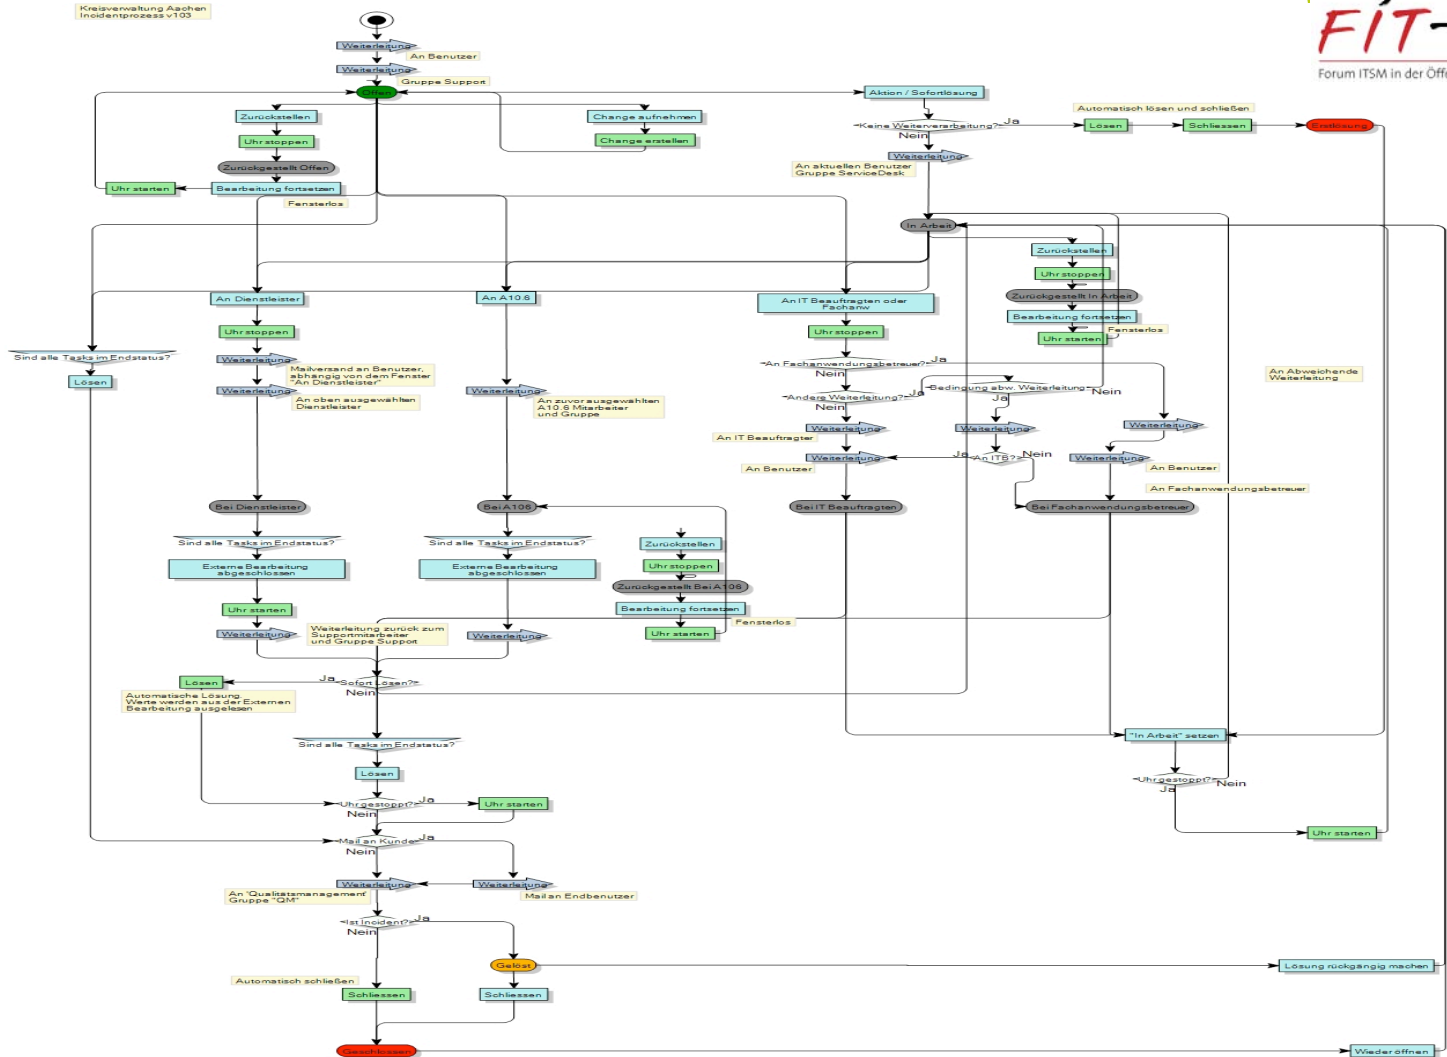 Kreisverwaltung Aachen
Incidentprozess v103
FIT-
Forum ITSM in der Öffe
Weiterleitung
An Benutzer
Weiterleitung
Gruppe Support
Offen
Aktion / Sofortlösung
Zurückstellen
Change aufnehmen
Automatisch lösen und schließen
Keine Weiterverarbeitung?
Ja
Lösen
Schliessen
Erstlösung
Nein
Uhr stoppen
Change erstellen
Weiterleitung
An aktuellen Benutzer
Gruppe ServiceDesk
Zurückgestellt Offen
Uhr starten
Bearbeitung fortsetzen
Fensterlos
In Arbeit
Zurückstellen
Uhr stoppen
Zurückgestellt In Arbeit
Bearbeitung fortsetzen
Fensterlos
Uhr starten
An Dienstleister
An A10.6
An IT Beauftragten oder
Fachanw
Uhr stoppen
Uhr stoppen
Sind alle Tasks im Endstatus?
Lösen
Weiterleitung
Mailversand an Benutzer,
abhängig von dem Fenster
"An Dienstleister"
Weiterleitung
An oben ausgewählten
Dienstleister
Weiterleitung
An zuvor ausgewählten
A10.6 Mitarbeiter
und Gruppe
An Fachanwendungsbetreuer?
Ja
Nein
Andere Weiterleitung?
Ja
Nein
Bedingung abw. Weiterleitung
Nein
Ja
An Abweichende
Weiterleitung
Weiterleitung
An IT Beauftragter
Weiterleitung
Weiterleitung
Weiterleitung
An Benutzer
Ja
An ITB?
Nein
Weiterleitung
An Benutzer
An Fachanwendungsbetreuer
Bei Dienstleister
Bei A106
Bei IT Beauftragten
Bei Fachanwendungsbetreuer
Sind alle Tasks im Endstatus?
Sind alle Tasks im Endstatus?
Zurückstellen
Externe Bearbeitung
abgeschlossen
Externe Bearbeitung
abgeschlossen
Uhr stoppen
Zurückgestellt Bei A106
Uhr starten
Bearbeitung fortsetzen
Fensterlos
Weiterleitung
Weiterleitung zurück zum
Supportmitarbeiter
und Gruppe Support
Weiterleitung
Uhr starten
Lösen
Ja
Sofort Lösen?
Nein
Automatische Lösung.
Werte werden aus der Externen
Bearbeitung ausgelesen
Sind alle Tasks im Endstatus?
"In Arbeit" setzen
Lösen
Uhr gestoppt?
Nein
Ja
Uhr gestoppt?
Ja
Uhr starten
Nein
Uhr starten
Mail an Kunde
Ja
Nein
Weiterleitung
Weiterleitung
An 'Qualitätsmanagement'
Gruppe "QM"
Mail an Endbenutzer
Ist Incident?
Ja
Nein
Gelöst
Lösung rückgängig machen
Automatisch schließen
Schliessen
Schliessen
Geschlossen
Wieder öffnen